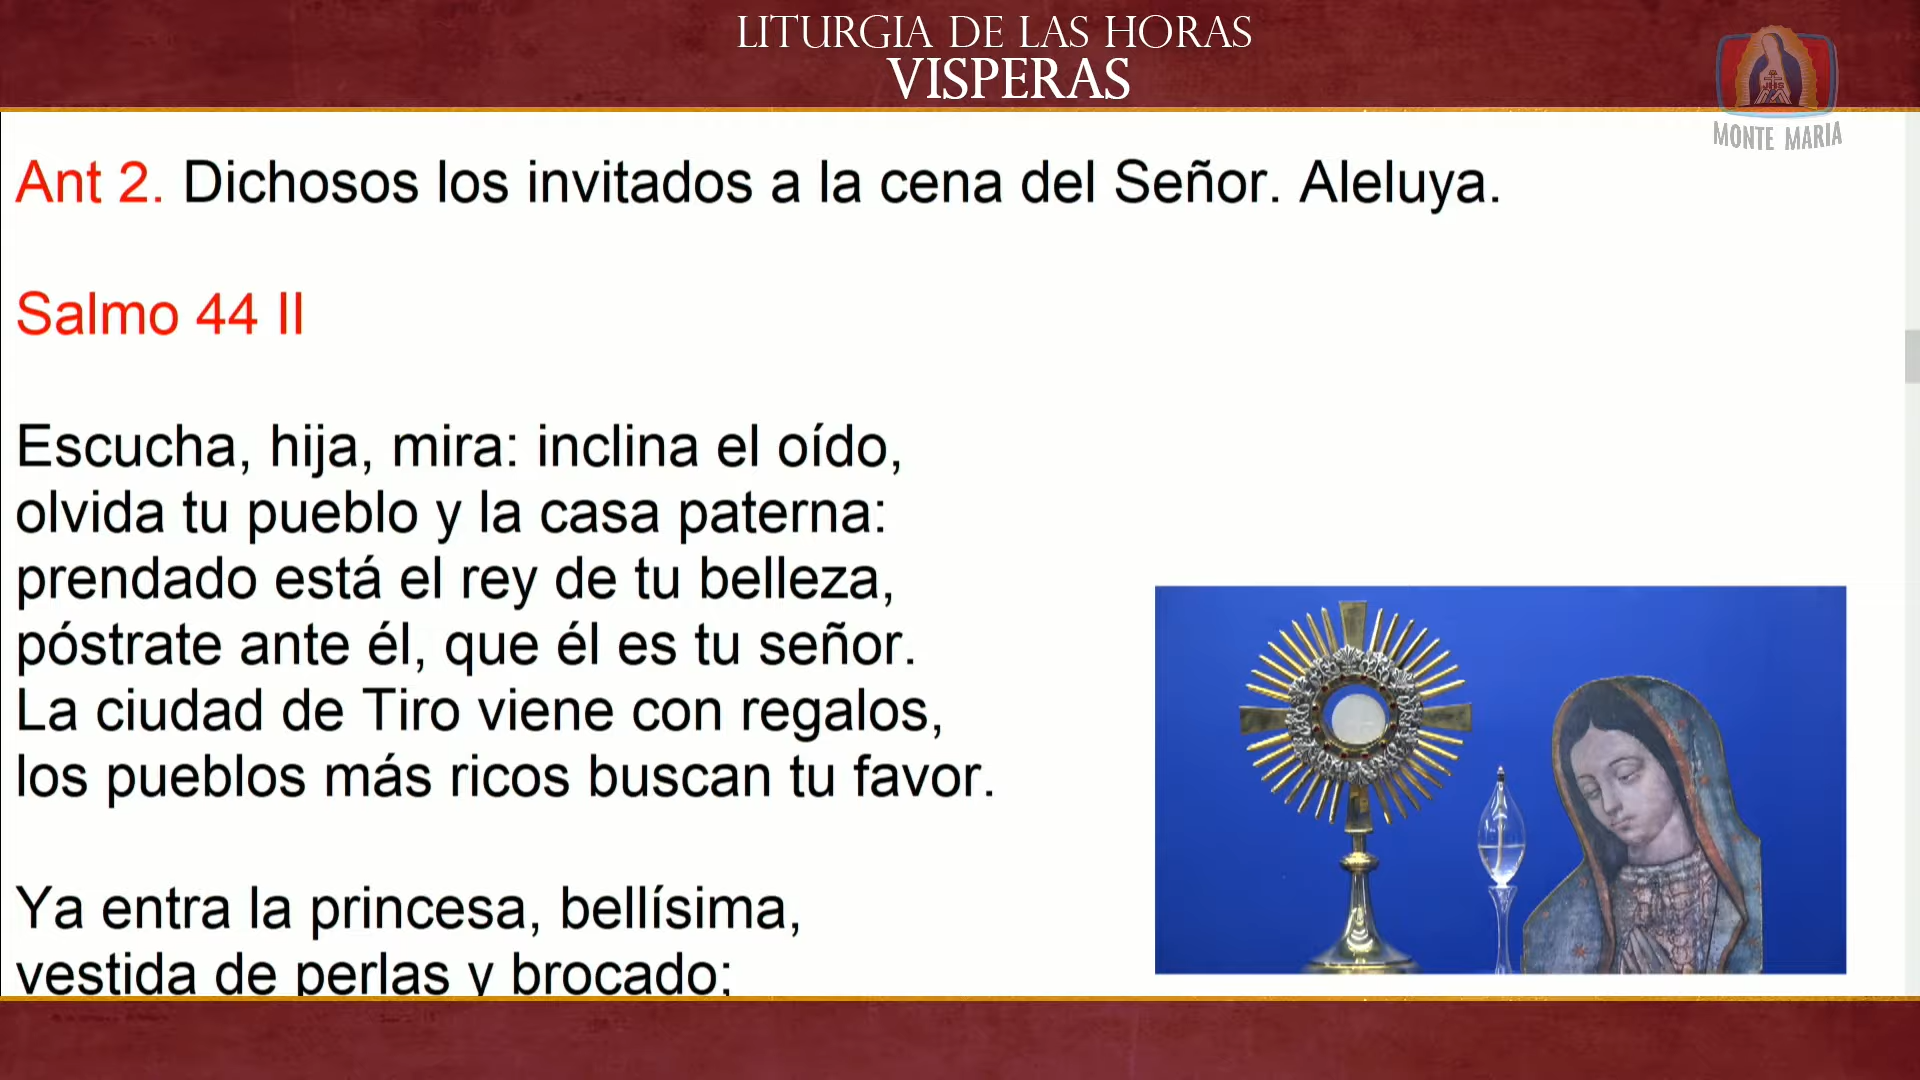 LITURGIA DE LAS HORAS
VISPERAS
MONTE MARIA
Ant 2. Dichosos los invitados a la cena del Señor. Aleluya.
Salmo 44 II
Escucha, hija, mira: inclina el oído,
olvida tu pueblo y la casa paterna:
prendado está el rey de tu belleza,
póstrate ante él, que él es tu señor.
La ciudad de Tiro viene con regalos,
los pueblos más ricos buscan tu favor.
Ya entra la princesa, bellísima,
vestida de perlas y brocado;